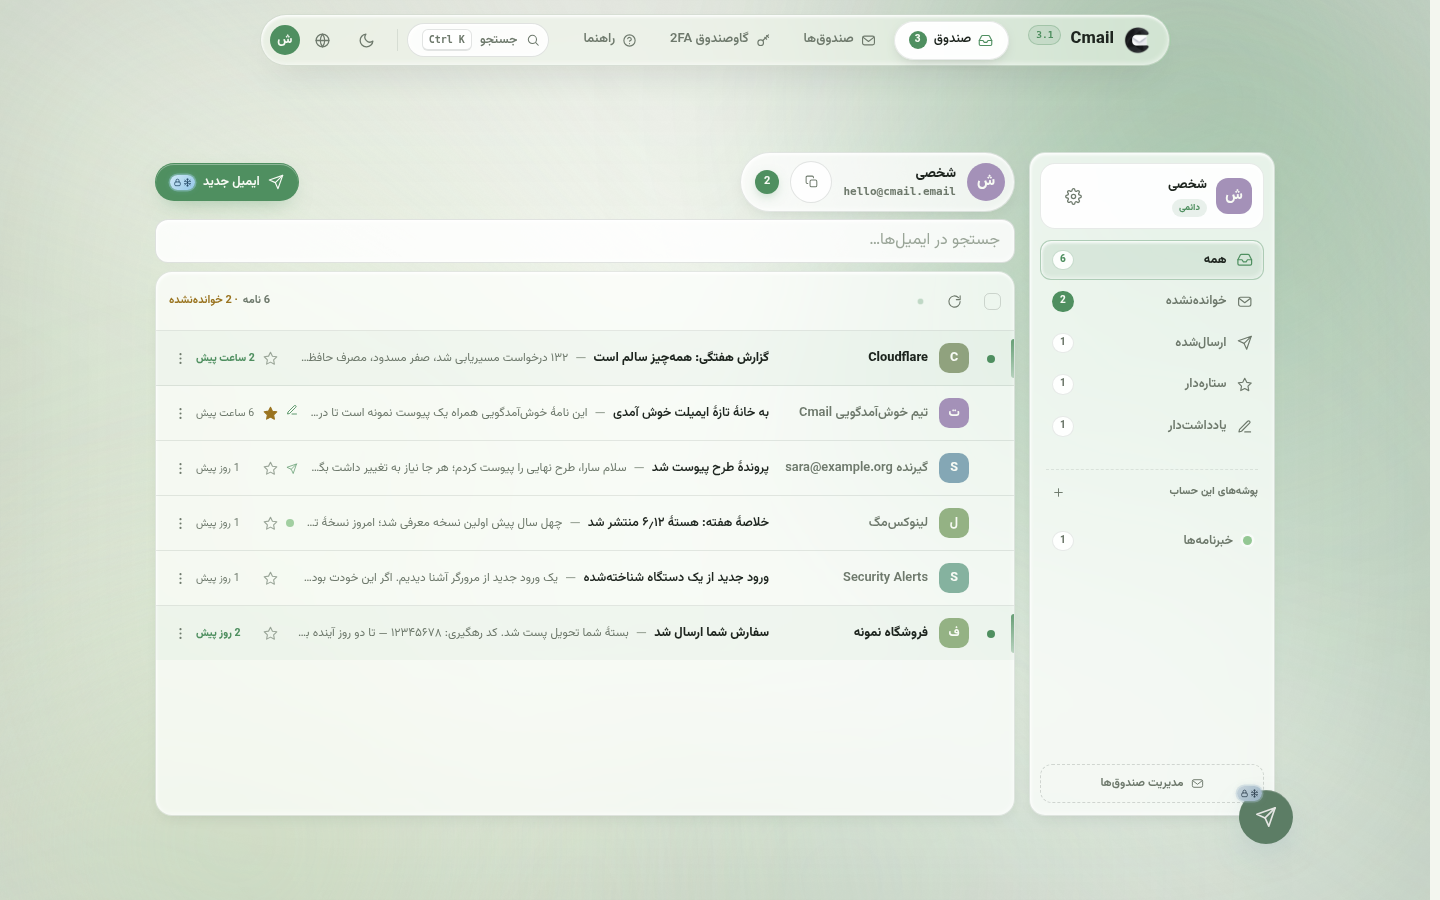 Cmail 3.1
صندوق 3
صندوق‌ها
گاوصندوق 2FA
راهنما
جستجو Ctrl K
ش
ش
شخصی
دائمی
همه 6
خوانده‌نشده 2
ارسال‌شده 1
ستاره‌دار 1
یادداشت‌دار 1
پوشه‌های این حساب +
خبرنامه‌ها 1
مدیریت صندوق‌ها
ش
شخصی
hello@cmail.email
2
ایمیل جدید
جستجو در ایمیل‌ها...
6 نامه · 2 خوانده‌نشده
C Cloudflare گزارش هفتگی: همه‌چیز سالم است — ۱۳۲ درخواست مسیریابی شد، صفر مسدود، مصرف حافظ... 2 ساعت پیش
ت تیم خوش‌آمدگویی Cmail به خانهٔ تازهٔ ایمیلت خوش آمدی — این نامهٔ خوش‌آمدگویی همراه یک پیوست نمونه است تا در... 6 ساعت پیش
S گیرنده sara@example.org پروندهٔ طرح پیوست شد — سلام سارا، طرح نهایی را پیوست کردم؛ هر جا نیاز به تغییر داشت بگ... 1 روز پیش
ل لینوکس‌مگ خلاصهٔ هفته: هستهٔ ۶٫۱۲ منتشر شد — چهل سال پیش اولین نسخه معرفی شد؛ امروز نسخهٔ ت... 1 روز پیش
S Security Alerts ورود جدید از یک دستگاه شناخته‌شده — یک ورود جدید از مرورگر آشنا دیدیم. اگر این خودت بود... 1 روز پیش
ف فروشگاه نمونه سفارش شما ارسال شد — بستهٔ شما تحویل پست شد. کد رهگیری: ۱۲۳۴۵۶۷۸ — تا دو روز آینده ب... 2 روز پیش